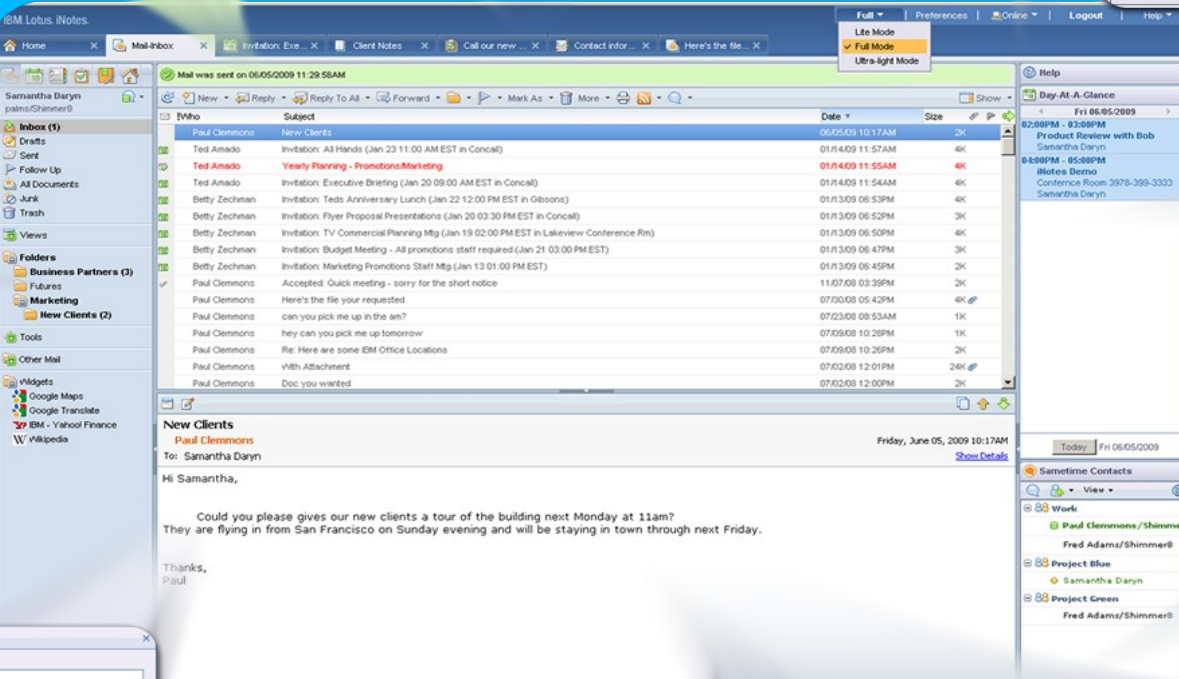 IBM. Lotus. iNotes.
Full | Preferences | Online | Logout | Help
Lite Mode
Full Mode
Ultra-light Mode
Home X Mail-Inbox X Invitation: Exe... X Client Notes X Call our new ... X Contact infor... X Here's the file... X
Samantha Daryn
palms/Shimmer8
Inbox (1)
Drafts
Sent
Follow Up
All Documents
Junk
Trash
Views
Folders
Business Partners (3)
Futures
Marketing
New Clients (2)
Tools
Other Mail
Widgets
Google Maps
Google Translate
IBM - Yahoo! Finance
Wikipedia
Mail was sent on 06/05/2009 11:29:58AM
New Reply Reply To All Forward Mark As More Show
! Who Subject Date Size
Paul Clemmons New Clients 06/05/09 10:17AM 2K
Ted Amado Invitation: All Hands (Jan 23 11:00 AM EST in Concall) 01/14/09 11:57AM 4K
Ted Amado Yearly Planning - Promotions/Marketing 01/14/09 11:55AM 4K
Ted Amado Invitation: Executive Briefing (Jan 20 09:00 AM EST in Concall) 01/14/09 11:54AM 4K
Betty Zechman Invitation: Teds Anniversary Lunch (Jan 22 12:00 PM EST in Gibsons) 01/13/09 06:53PM 4K
Betty Zechman Invitation: Flyer Proposal Presentations (Jan 20 03:30 PM EST in Concall) 01/13/09 06:52PM 3K
Betty Zechman Invitation: TV Commercial Planning Mtg (Jan 19 02:00 PM EST in Lakeview Conference Rm) 01/13/09 06:50PM 4K
Betty Zechman Invitation: Budget Meeting - All promotions staff required (Jan 21 03:00 PM EST) 01/13/09 06:47PM 3K
Betty Zechman Invitation: Marketing Promotions Staff Mtg (Jan 13 01:00 PM EST) 01/13/09 06:45PM 2K
Paul Clemmons Accepted: Quick meeting - sorry for the short notice 11/07/08 03:39PM 2K
Paul Clemmons Here's the file your requested 07/30/08 05:42PM 4K
Paul Clemmons can you pick me up in the am? 07/23/08 08:53AM 1K
Paul Clemmons hey can you pick me up tomorrow 07/09/08 10:28PM 1K
Paul Clemmons Re: Here are some IBM Office Locations 07/09/08 10:26PM 2K
Paul Clemmons With Attachment 07/02/08 12:01PM 24K
Paul Clemmons Doc you wanted 07/02/08 12:00PM 2K
New Clients
Paul Clemmons Friday, June 05, 2009 10:17AM
To: Samantha Daryn Show Details
Hi Samantha,
Could you please gives our new clients a tour of the building next Monday at 11am?
They are flying in from San Francisco on Sunday evening and will be staying in town through next Friday.
Thanks,
Paul
Help
Day-At-A-Glance
Fri 06/05/2009
02:00PM - 03:00PM
Product Review with Bob
Samantha Daryn
04:00PM - 05:00PM
iNotes Demo
Confernce Room 3978-399-3333
Samantha Daryn
Today Fri 06/05/2009
Sametime Contacts
View
Work
Paul Clemmons/Shimme
Fred Adams/Shimmer8
Project Blue
Samantha Daryn
Project Green
Fred Adams/Shimmer8